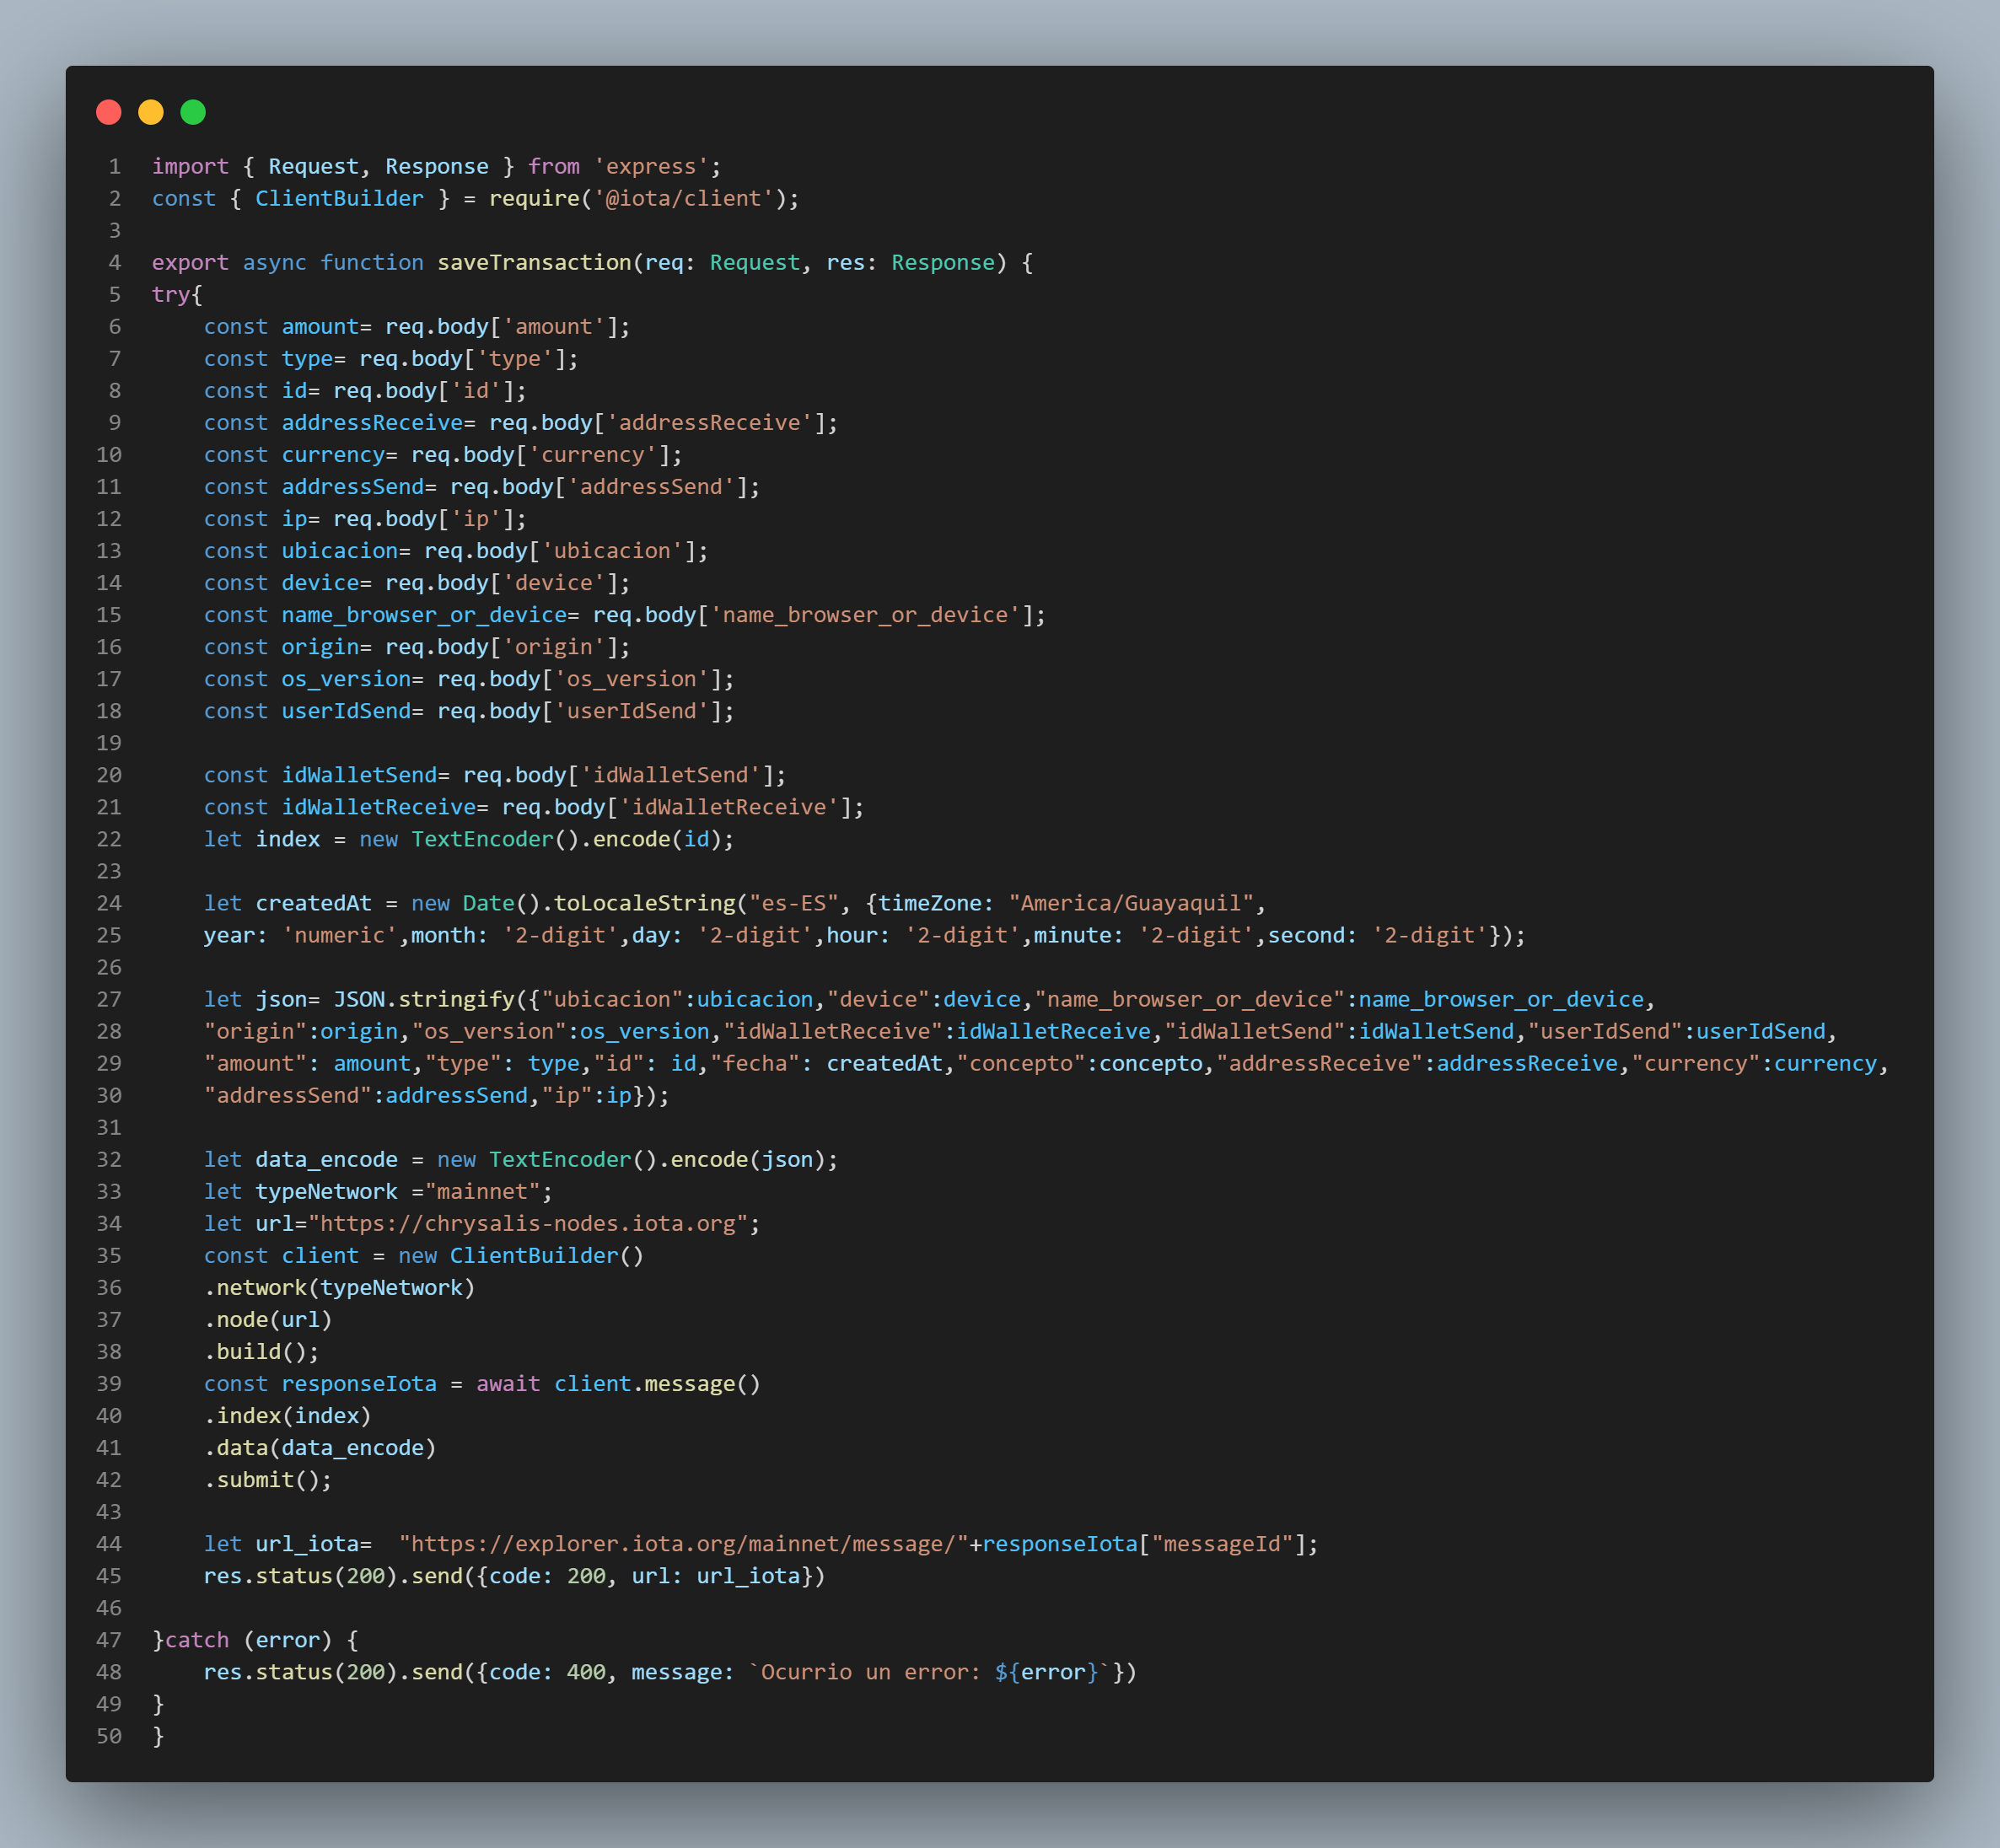 1 import { Request, Response } from 'express';
2 const { ClientBuilder } = require('@iota/client');
3
4 export async function saveTransaction(req: Request, res: Response) {
5 try{
6     const amount= req.body['amount'];
7     const type= req.body['type'];
8     const id= req.body['id'];
9     const addressReceive= req.body['addressReceive'];
10     const currency= req.body['currency'];
11     const addressSend= req.body['addressSend'];
12     const ip= req.body['ip'];
13     const ubicacion= req.body['ubicacion'];
14     const device= req.body['device'];
15     const name_browser_or_device= req.body['name_browser_or_device'];
16     const origin= req.body['origin'];
17     const os_version= req.body['os_version'];
18     const userIdSend= req.body['userIdSend'];
19
20     const idWalletSend= req.body['idWalletSend'];
21     const idWalletReceive= req.body['idWalletReceive'];
22     let index = new TextEncoder().encode(id);
23
24     let createdAt = new Date().toLocaleString("es-ES", {timeZone: "America/Guayaquil",
25     year: 'numeric',month: '2-digit',day: '2-digit',hour: '2-digit',minute: '2-digit',second: '2-digit'});
26
27     let json= JSON.stringify({"ubicacion":ubicacion,"device":device,"name_browser_or_device":name_browser_or_device,
28     "origin":origin,"os_version":os_version,"idWalletReceive":idWalletReceive,"idWalletSend":idWalletSend,"userIdSend":userIdSend,
29     "amount": amount,"type": type,"id": id,"fecha": createdAt,"concepto":concepto,"addressReceive":addressReceive,"currency":currency,
30     "addressSend":addressSend,"ip":ip});
31
32     let data_encode = new TextEncoder().encode(json);
33     let typeNetwork ="mainnet";
34     let url="https://chrysalis-nodes.iota.org";
35     const client = new ClientBuilder()
36     .network(typeNetwork)
37     .node(url)
38     .build();
39     const responseIota = await client.message()
40     .index(index)
41     .data(data_encode)
42     .submit();
43
44     let url_iota=  "https://explorer.iota.org/mainnet/message/"+responseIota["messageId"];
45     res.status(200).send({code: 200, url: url_iota})
46
47 }catch (error) {
48     res.status(200).send({code: 400, message: `Ocurrio un error: ${error}`})
49 }
50 }